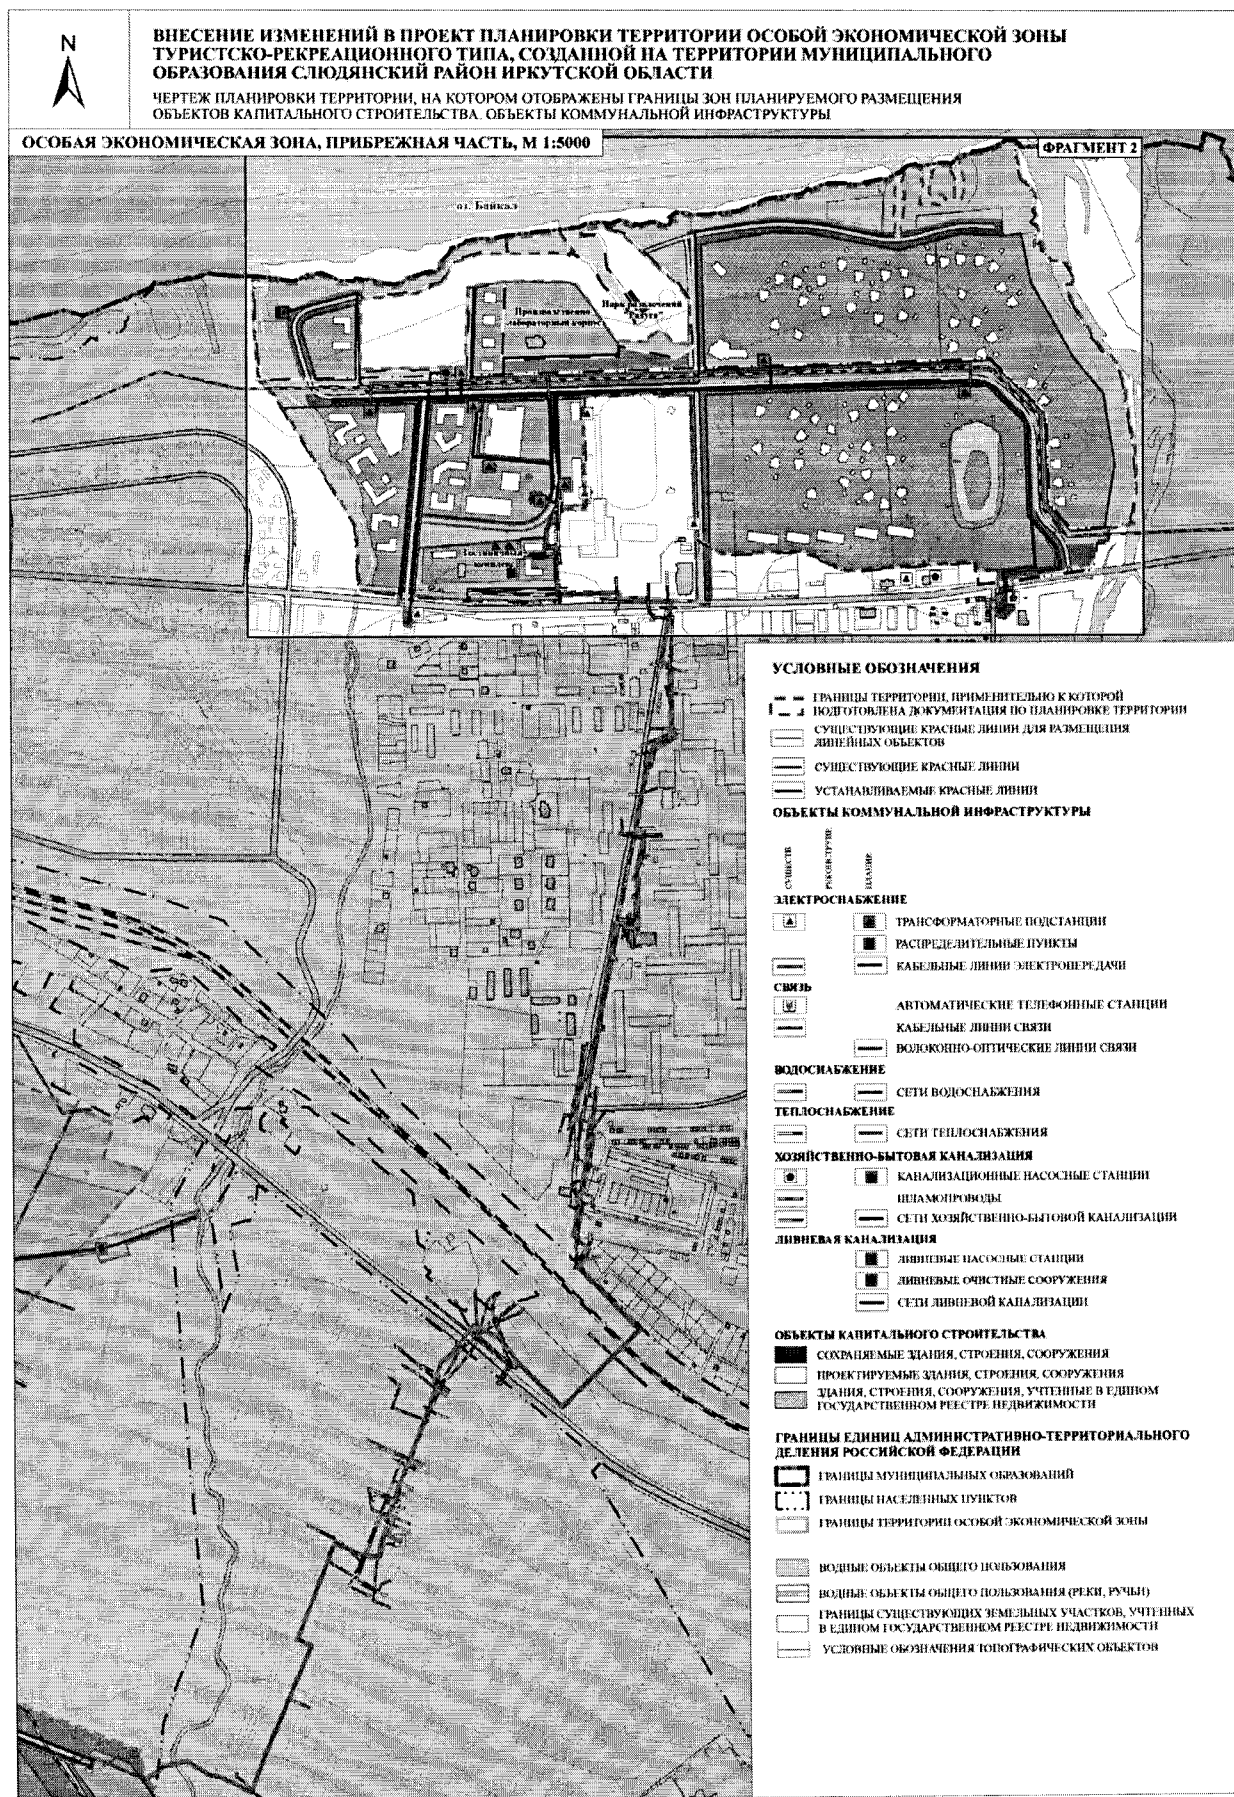 N
ВНЕСЕНИЕ ИЗМЕНЕНИЙ В ПРОЕКТ ПЛАНИРОВКИ ТЕРРИТОРИИ ОСОБОЙ ЭКОНОМИЧЕСКОЙ ЗОНЫ
ТУРИСТСКО-РЕКРЕАЦИОННОГО ТИПА, СОЗДАННОЙ НА ТЕРРИТОРИИ МУНИЦИПАЛЬНОГО
ОБРАЗОВАНИЯ СЛЮДЯНСКИЙ РАЙОН ИРКУТСКОЙ ОБЛАСТИ
ЧЕРТЕЖ ПЛАНИРОВКИ ТЕРРИТОРИИ, НА КОТОРОМ ОТОБРАЖЕНЫ ГРАНИЦЫ ЗОН ПЛАНИРУЕМОГО РАЗМЕЩЕНИЯ
ОБЪЕКТОВ КАПИТАЛЬНОГО СТРОИТЕЛЬСТВА. ОБЪЕКТЫ КОММУНАЛЬНОЙ ИНФРАСТРУКТУРЫ
ОСОБАЯ ЭКОНОМИЧЕСКАЯ ЗОНА, ПРИБРЕЖНАЯ ЧАСТЬ, М 1:5000
ФРАГМЕНТ 2
оз. Байкал
Парк развлечений
Производственно-
лабораторный корпус
УСЛОВНЫЕ ОБОЗНАЧЕНИЯ
ГРАНИЦЫ ТЕРРИТОРИИ, ПРИМЕНИТЕЛЬНО К КОТОРОЙ
ПОДГОТОВЛЕНА ДОКУМЕНТАЦИЯ ПО ПЛАНИРОВКЕ ТЕРРИТОРИИ
СУЩЕСТВУЮЩИЕ КРАСНЫЕ ЛИНИИ ДЛЯ РАЗМЕЩЕНИЯ
ЛИНЕЙНЫХ ОБЪЕКТОВ
СУЩЕСТВУЮЩИЕ КРАСНЫЕ ЛИНИИ
УСТАНАВЛИВАЕМЫЕ КРАСНЫЕ ЛИНИИ
ОБЪЕКТЫ КОММУНАЛЬНОЙ ИНФРАСТРУКТУРЫ
ЭЛЕКТРОСНАБЖЕНИЕ
ТРАНСФОРМАТОРНЫЕ ПОДСТАНЦИИ
РАСПРЕДЕЛИТЕЛЬНЫЕ ПУНКТЫ
КАБЕЛЬНЫЕ ЛИНИИ ЭЛЕКТРОПЕРЕДАЧИ
СВЯЗЬ
АВТОМАТИЧЕСКИЕ ТЕЛЕФОННЫЕ СТАНЦИИ
КАБЕЛЬНЫЕ ЛИНИИ СВЯЗИ
ВОЛОКОННО-ОПТИЧЕСКИЕ ЛИНИИ СВЯЗИ
ВОДОСНАБЖЕНИЕ
СЕТИ ВОДОСНАБЖЕНИЯ
ТЕПЛОСНАБЖЕНИЕ
СЕТИ ТЕПЛОСНАБЖЕНИЯ
ХОЗЯЙСТВЕННО-БЫТОВАЯ КАНАЛИЗАЦИЯ
КАНАЛИЗАЦИОННЫЕ НАСОСНЫЕ СТАНЦИИ
ШЛАМОПРОВОДЫ
СЕТИ ХОЗЯЙСТВЕННО-БЫТОВОЙ КАНАЛИЗАЦИИ
ЛИВНЕВАЯ КАНАЛИЗАЦИЯ
ЛИВНЕВЫЕ НАСОСНЫЕ СТАНЦИИ
ЛИВНЕВЫЕ ОЧИСТНЫЕ СООРУЖЕНИЯ
СЕТИ ЛИВНЕВОЙ КАНАЛИЗАЦИИ
ОБЪЕКТЫ КАПИТАЛЬНОГО СТРОИТЕЛЬСТВА
СОХРАНЯЕМЫЕ ЗДАНИЯ, СТРОЕНИЯ, СООРУЖЕНИЯ
ПРОЕКТИРУЕМЫЕ ЗДАНИЯ, СТРОЕНИЯ, СООРУЖЕНИЯ
ЗДАНИЯ, СТРОЕНИЯ, СООРУЖЕНИЯ, УЧТЕННЫЕ В ЕДИНОМ
ГОСУДАРСТВЕННОМ РЕЕСТРЕ НЕДВИЖИМОСТИ
ГРАНИЦЫ ЕДИНИЦ АДМИНИСТРАТИВНО-ТЕРРИТОРИАЛЬНОГО
ДЕЛЕНИЯ РОССИЙСКОЙ ФЕДЕРАЦИИ
ГРАНИЦЫ МУНИЦИПАЛЬНЫХ ОБРАЗОВАНИЙ
ГРАНИЦЫ НАСЕЛЕННЫХ ПУНКТОВ
ГРАНИЦЫ ТЕРРИТОРИИ ОСОБОЙ ЭКОНОМИЧЕСКОЙ ЗОНЫ
ВОДНЫЕ ОБЪЕКТЫ ОБЩЕГО ПОЛЬЗОВАНИЯ
ВОДНЫЕ ОБЪЕКТЫ ОБЩЕГО ПОЛЬЗОВАНИЯ (РЕКИ, РУЧЬИ)
ГРАНИЦЫ СУЩЕСТВУЮЩИХ ЗЕМЕЛЬНЫХ УЧАСТКОВ, УЧТЕННЫХ
В ЕДИНОМ ГОСУДАРСТВЕННОМ РЕЕСТРЕ НЕДВИЖИМОСТИ
УСЛОВНЫЕ ОБОЗНАЧЕНИЯ ТОПОГРАФИЧЕСКИХ ОБЪЕКТОВ